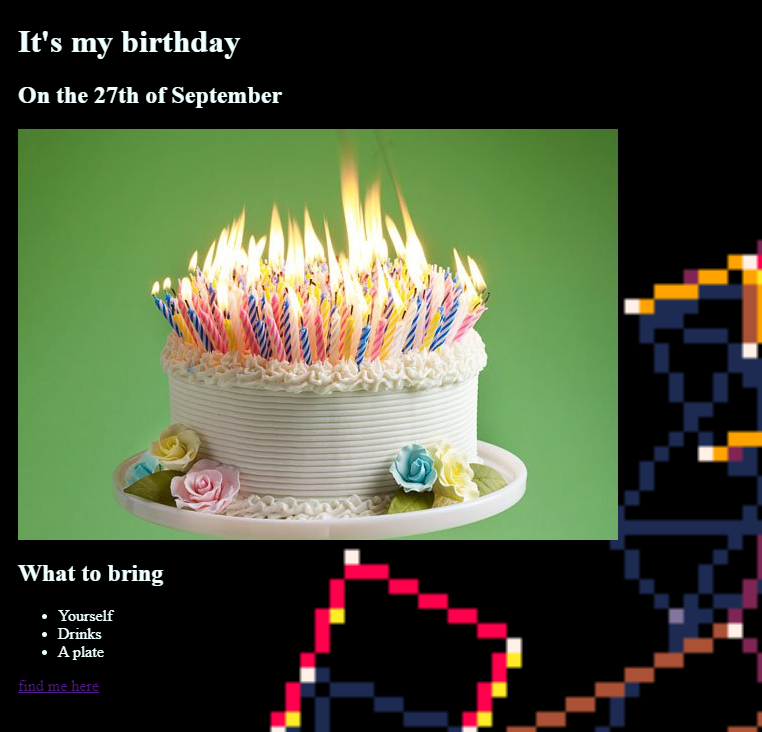 It's my birthday
On the 27th of September
What to bring
Yourself
Drinks
A plate
find me here